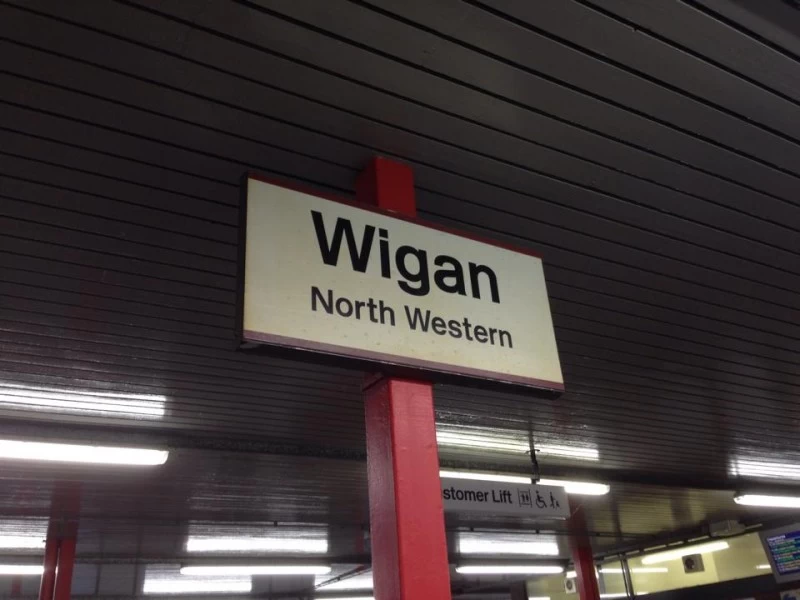 Wigan
North Western
stomer Lift